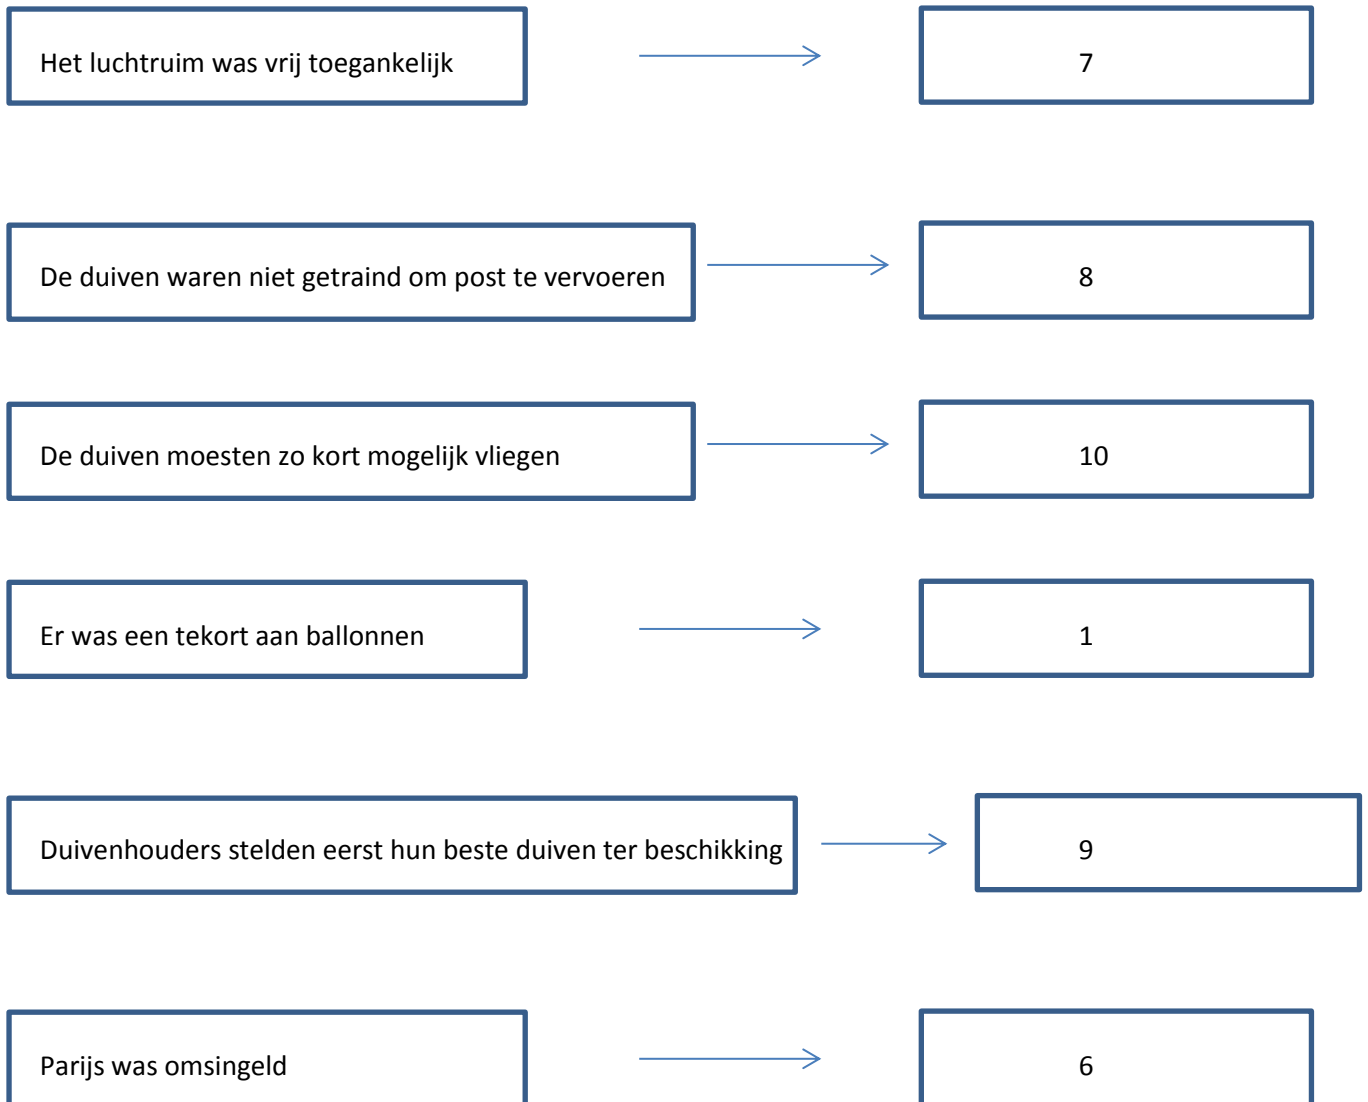 Het luchtruim was vrij toegankelijk 7
De duiven waren niet getraind om post te vervoeren 8
De duiven moesten zo kort mogelijk vliegen 10
Er was een tekort aan ballonnen 1
Duivenhouders stelden eerst hun beste duiven ter beschikking 9
Parijs was omsingeld 6